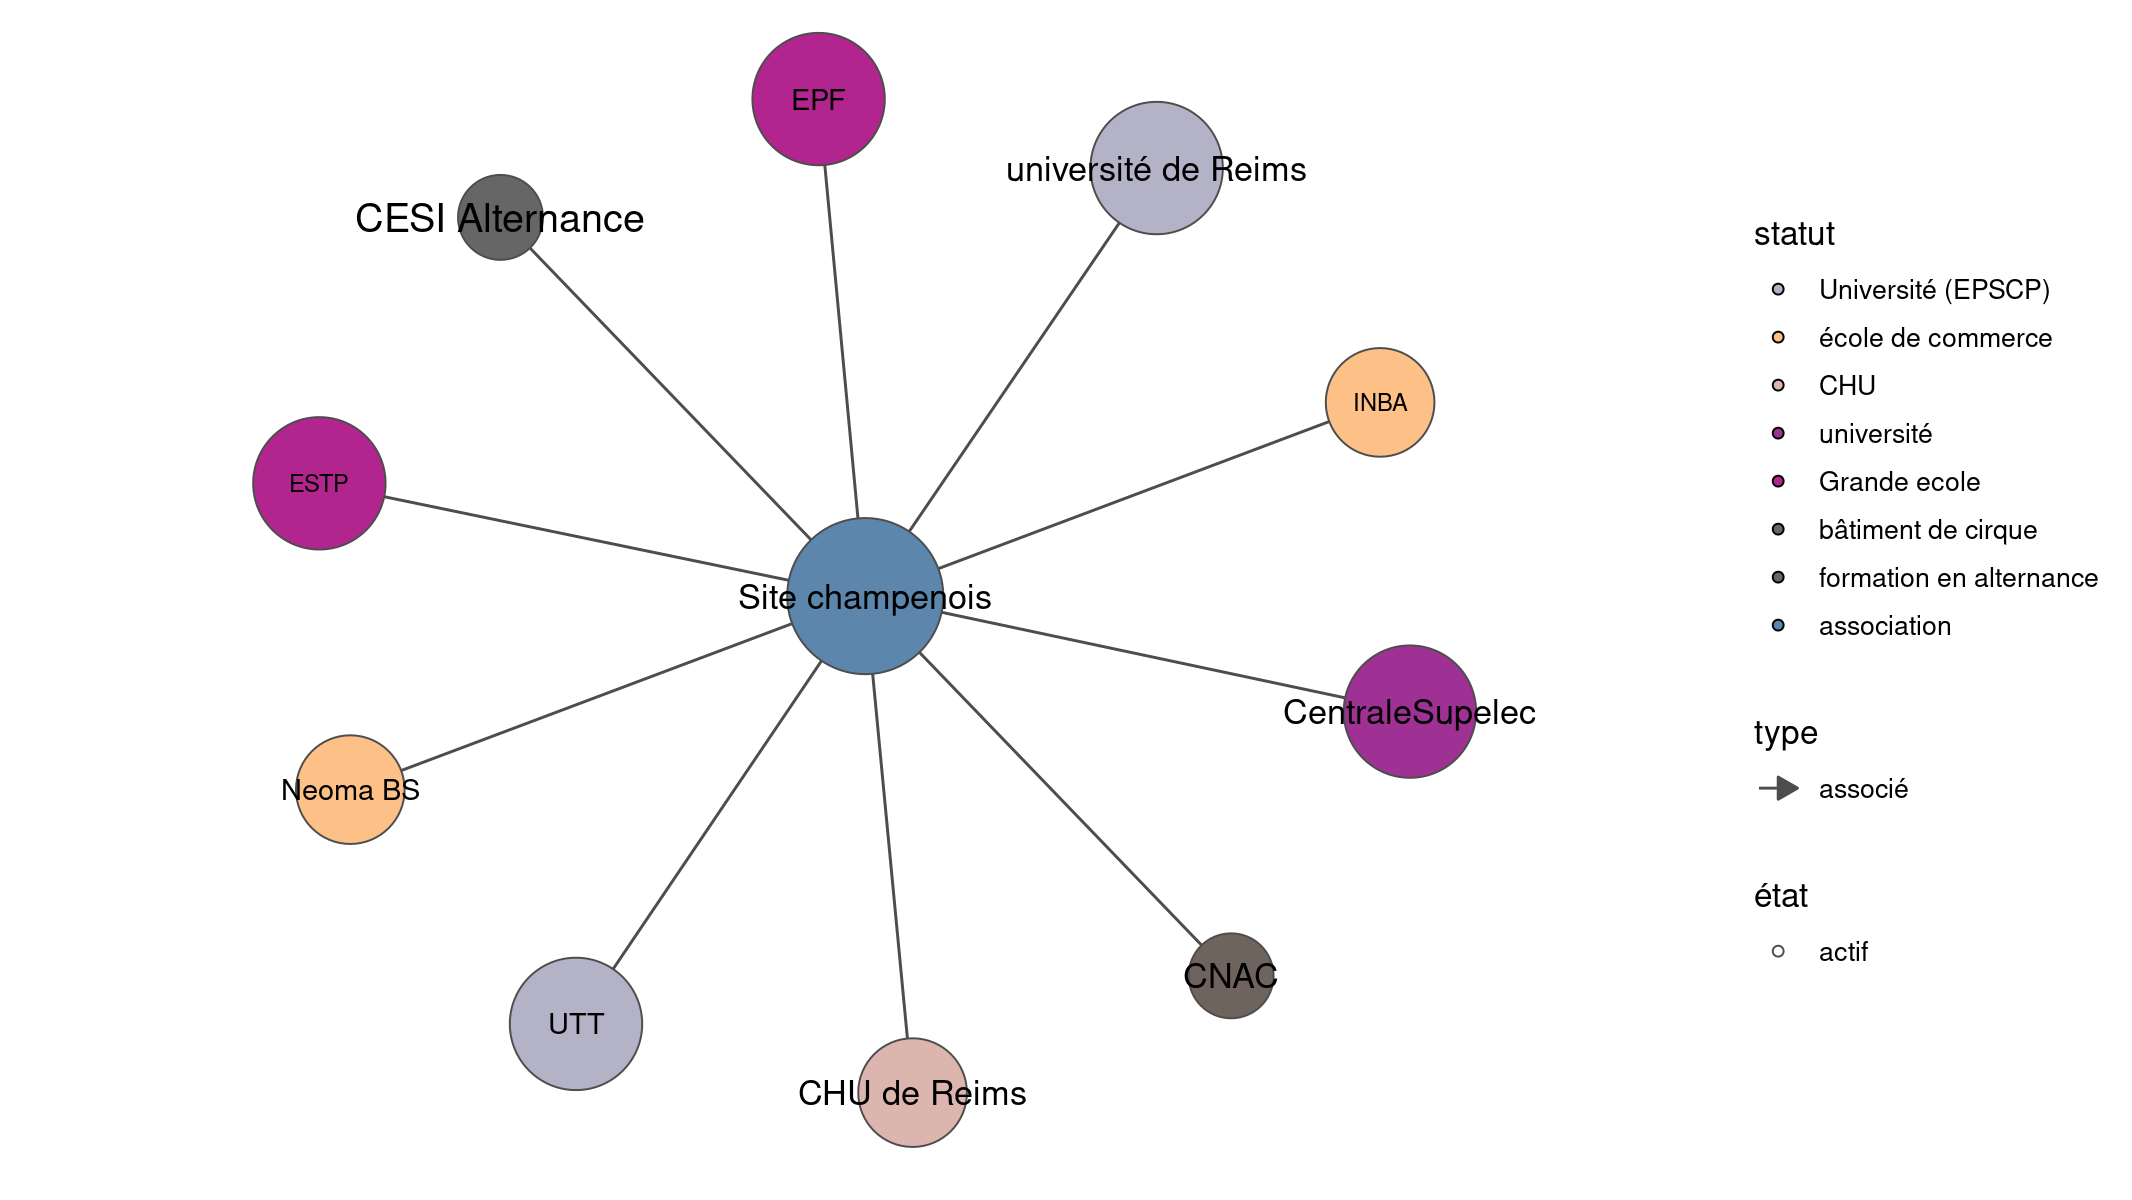 EPF
université de Reims
CESI Alternance
INBA
ESTP
Site champenois
CentraleSupelec
Neoma BS
CNAC
UTT
CHU de Reims
statut
Université (EPSCP)
école de commerce
CHU
université
Grande ecole
bâtiment de cirque
formation en alternance
association
type
associé
état
actif